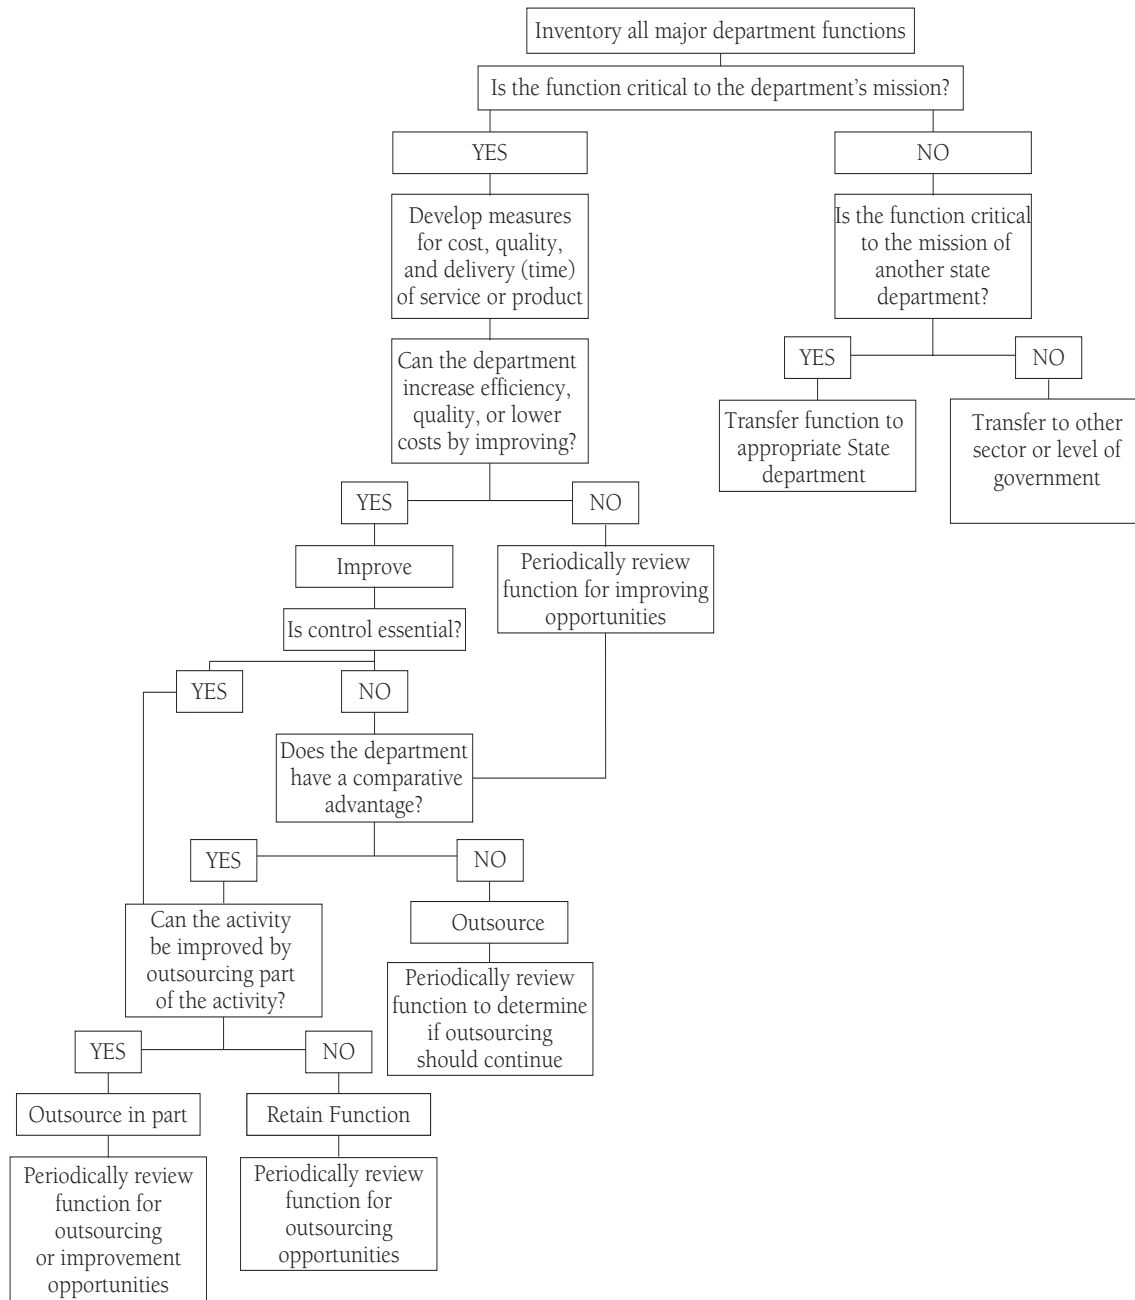 Inventory all major department functions
Is the function critical to the department's mission?
YES
NO
Develop measures
for cost, quality,
and delivery (time)
of service or product
Is the function critical
to the mission of
another state
department?
Can the department
increase efficiency,
quality, or lower
costs by improving?
YES
NO
Transfer function to
appropriate State
department
Transfer to other
sector or level of
government
YES
NO
Improve
Periodically review
function for improving
opportunities
Is control essential?
YES
NO
Does the department
have a comparative
advantage?
YES
NO
Can the activity
be improved by
outsourcing part
of the activity?
Outsource
Periodically review
function to determine
if outsourcing
should continue
YES
NO
Outsource in part
Retain Function
Periodically review
function for
outsourcing
or improvement
opportunities
Periodically review
function for
outsourcing
opportunities